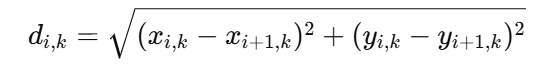 $d_{i,k} = \sqrt{(x_{i,k} - x_{i+1,k})^2 + (y_{i,k} - y_{i+1,k})^2}$